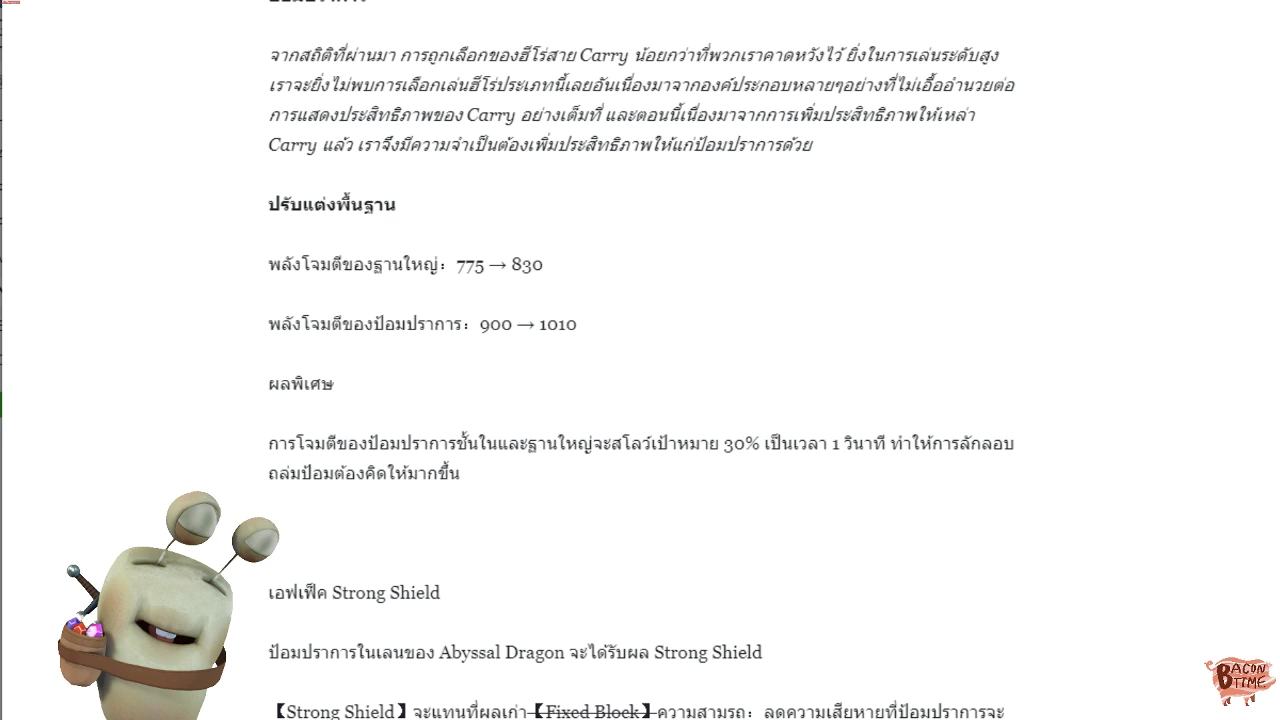 จากสถิติที่ผ่านมา การถูกเลือกของฮีโร่สาย Carry น้อยกว่าที่พวกเราคาดหวังไว้ ยิ่งในการเล่นระดับสูง
เราจะยิ่งไม่พบการเลือกเล่นฮีโร่ประเภทนี้เลยอันเนื่องมาจากองค์ประกอบหลายๆอย่างที่ไม่เอื้ออำนวยต่อ
การแสดงประสิทธิภาพของ Carry อย่างเต็มที่ และตอนนี้เนื่องมาจากการเพิ่มประสิทธิภาพให้เหล่า
Carry แล้ว เราจึงมีความจำเป็นต้องเพิ่มประสิทธิภาพให้แก่ป้อมปราการด้วย
ปรับแต่งพื้นฐาน
พลังโจมตีของฐานใหญ่： 775 → 830
พลังโจมตีของป้อมปราการ： 900 → 1010
ผลพิเศษ
การโจมตีของป้อมปราการชั้นในและฐานใหญ่จะสโลว์เป้าหมาย 30% เป็นเวลา 1 วินาที ทำให้การลักลอบ
ถล่มป้อมต้องคิดให้มากขึ้น
เอฟเฟ็ค Strong Shield
ป้อมปราการในเลนของ Abyssal Dragon จะได้รับผล Strong Shield
【Strong Shield】จะแทนที่ผลเก่า【Fixed Block】ความสามรถ： ลดความเสียหายที่ป้อมปราการจะ
BACON
TIME